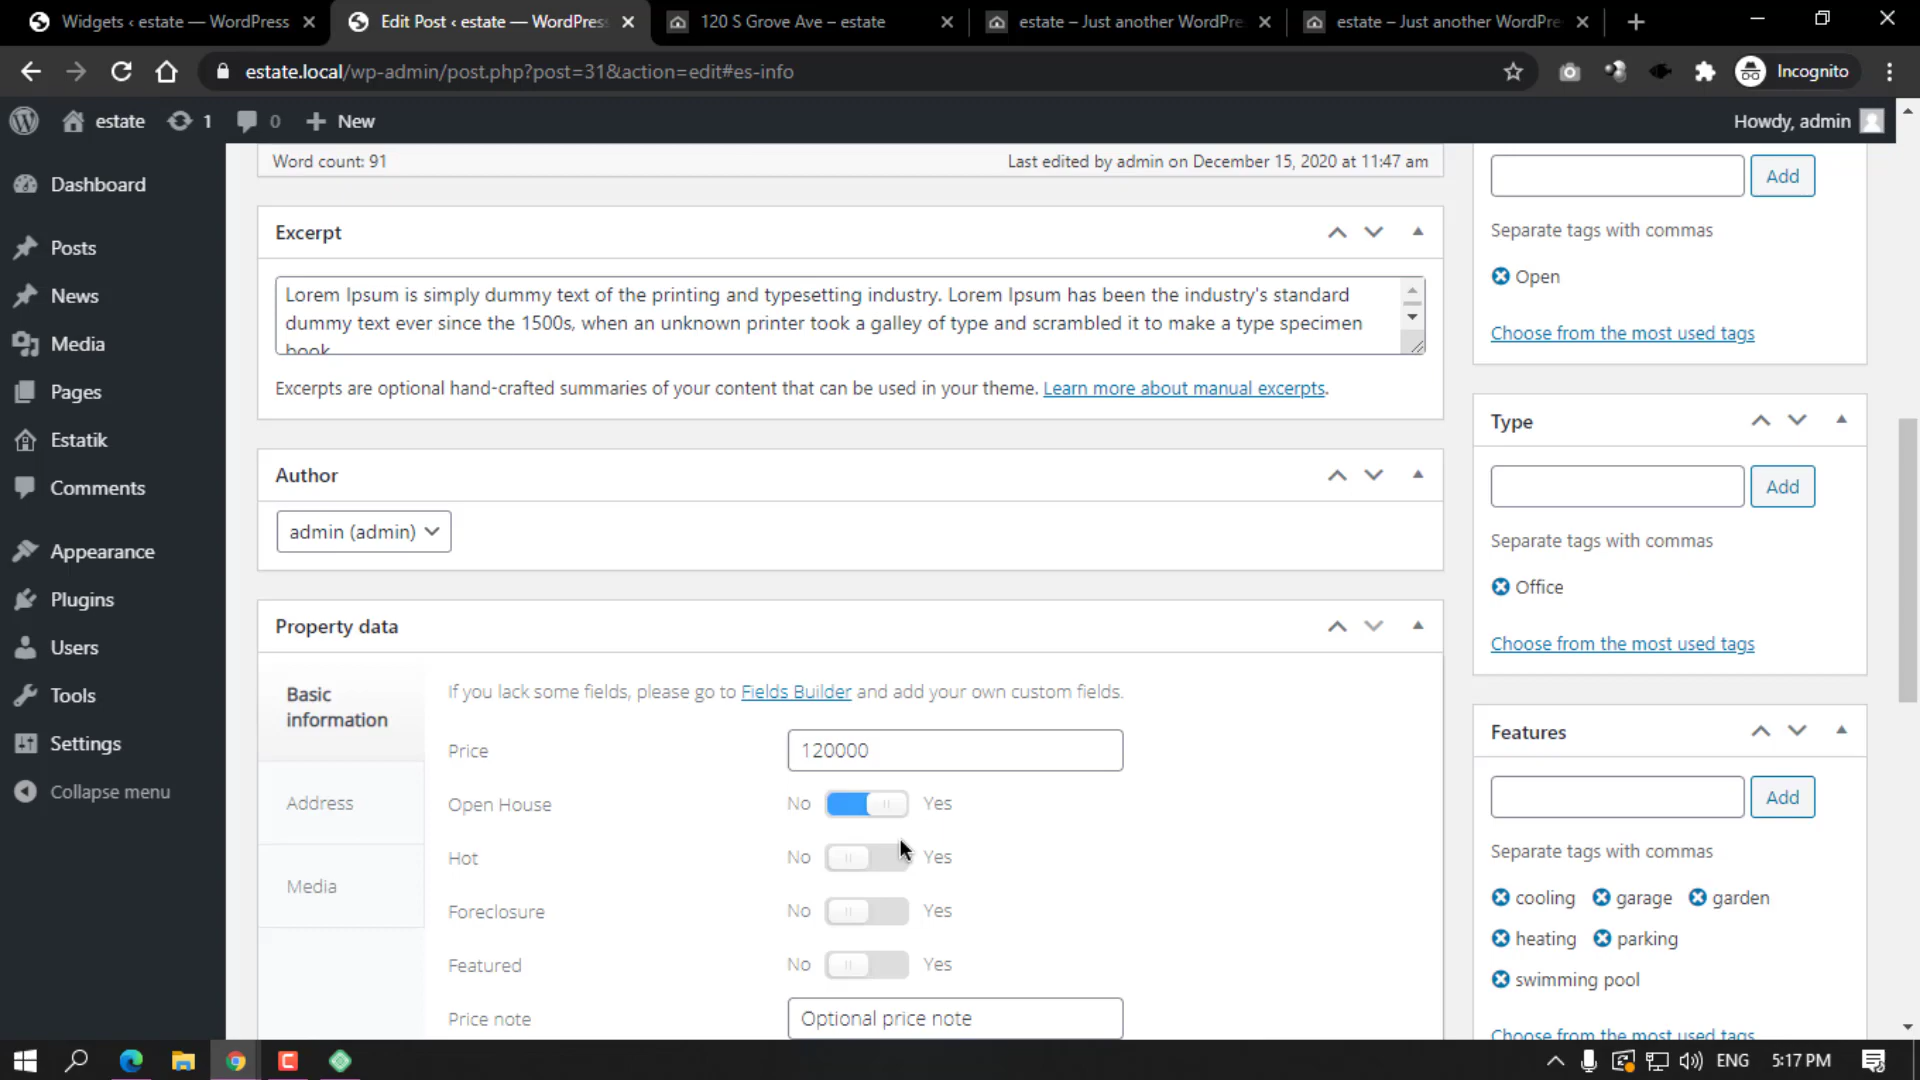 Widgets ‹ estate — WordPress
Edit Post ‹ estate — WordPress
120 S Grove Ave – estate
estate – Just another WordPre
estate – Just another WordPre
estate.local/wp-admin/post.php?post=31&action=edit#es-info
Incognito
estate
1
0
New
Howdy, admin
Dashboard
Posts
News
Media
Pages
Estatik
Comments
Appearance
Plugins
Users
Tools
Settings
Collapse menu
Word count: 91
Last edited by admin on December 15, 2020 at 11:47 am
Excerpt
Lorem Ipsum is simply dummy text of the printing and typesetting industry. Lorem Ipsum has been the industry's standard
dummy text ever since the 1500s, when an unknown printer took a galley of type and scrambled it to make a type specimen
book.
Excerpts are optional hand-crafted summaries of your content that can be used in your theme. Learn more about manual excerpts.
Author
admin (admin)
Property data
Basic
information
Address
Media
If you lack some fields, please go to Fields Builder and add your own custom fields.
Price
120000
Open House
No
Yes
Hot
No
Yes
Foreclosure
No
Yes
Featured
No
Yes
Price note
Optional price note
Add
Separate tags with commas
Open
Choose from the most used tags
Type
Add
Separate tags with commas
Office
Choose from the most used tags
Features
Add
Separate tags with commas
cooling garage garden
heating parking
swimming pool
Choose from the most used tags
ENG
5:17 PM